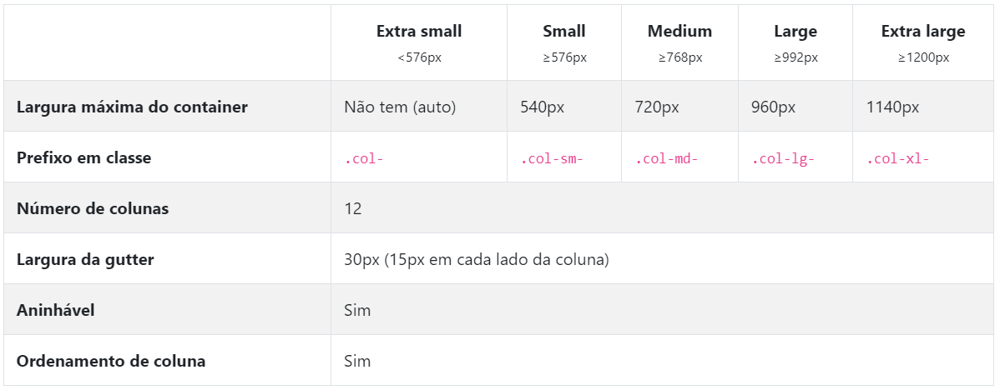 Extra small Small Medium Large Extra large
<576px ≥576px ≥768px ≥992px ≥1200px
Largura máxima do container Não tem (auto) 540px 720px 960px 1140px
Prefixo em classe .col- .col-sm- .col-md- .col-lg- .col-xl-
Número de colunas 12
Largura da gutter 30px (15px em cada lado da coluna)
Aninhável Sim
Ordenamento de coluna Sim